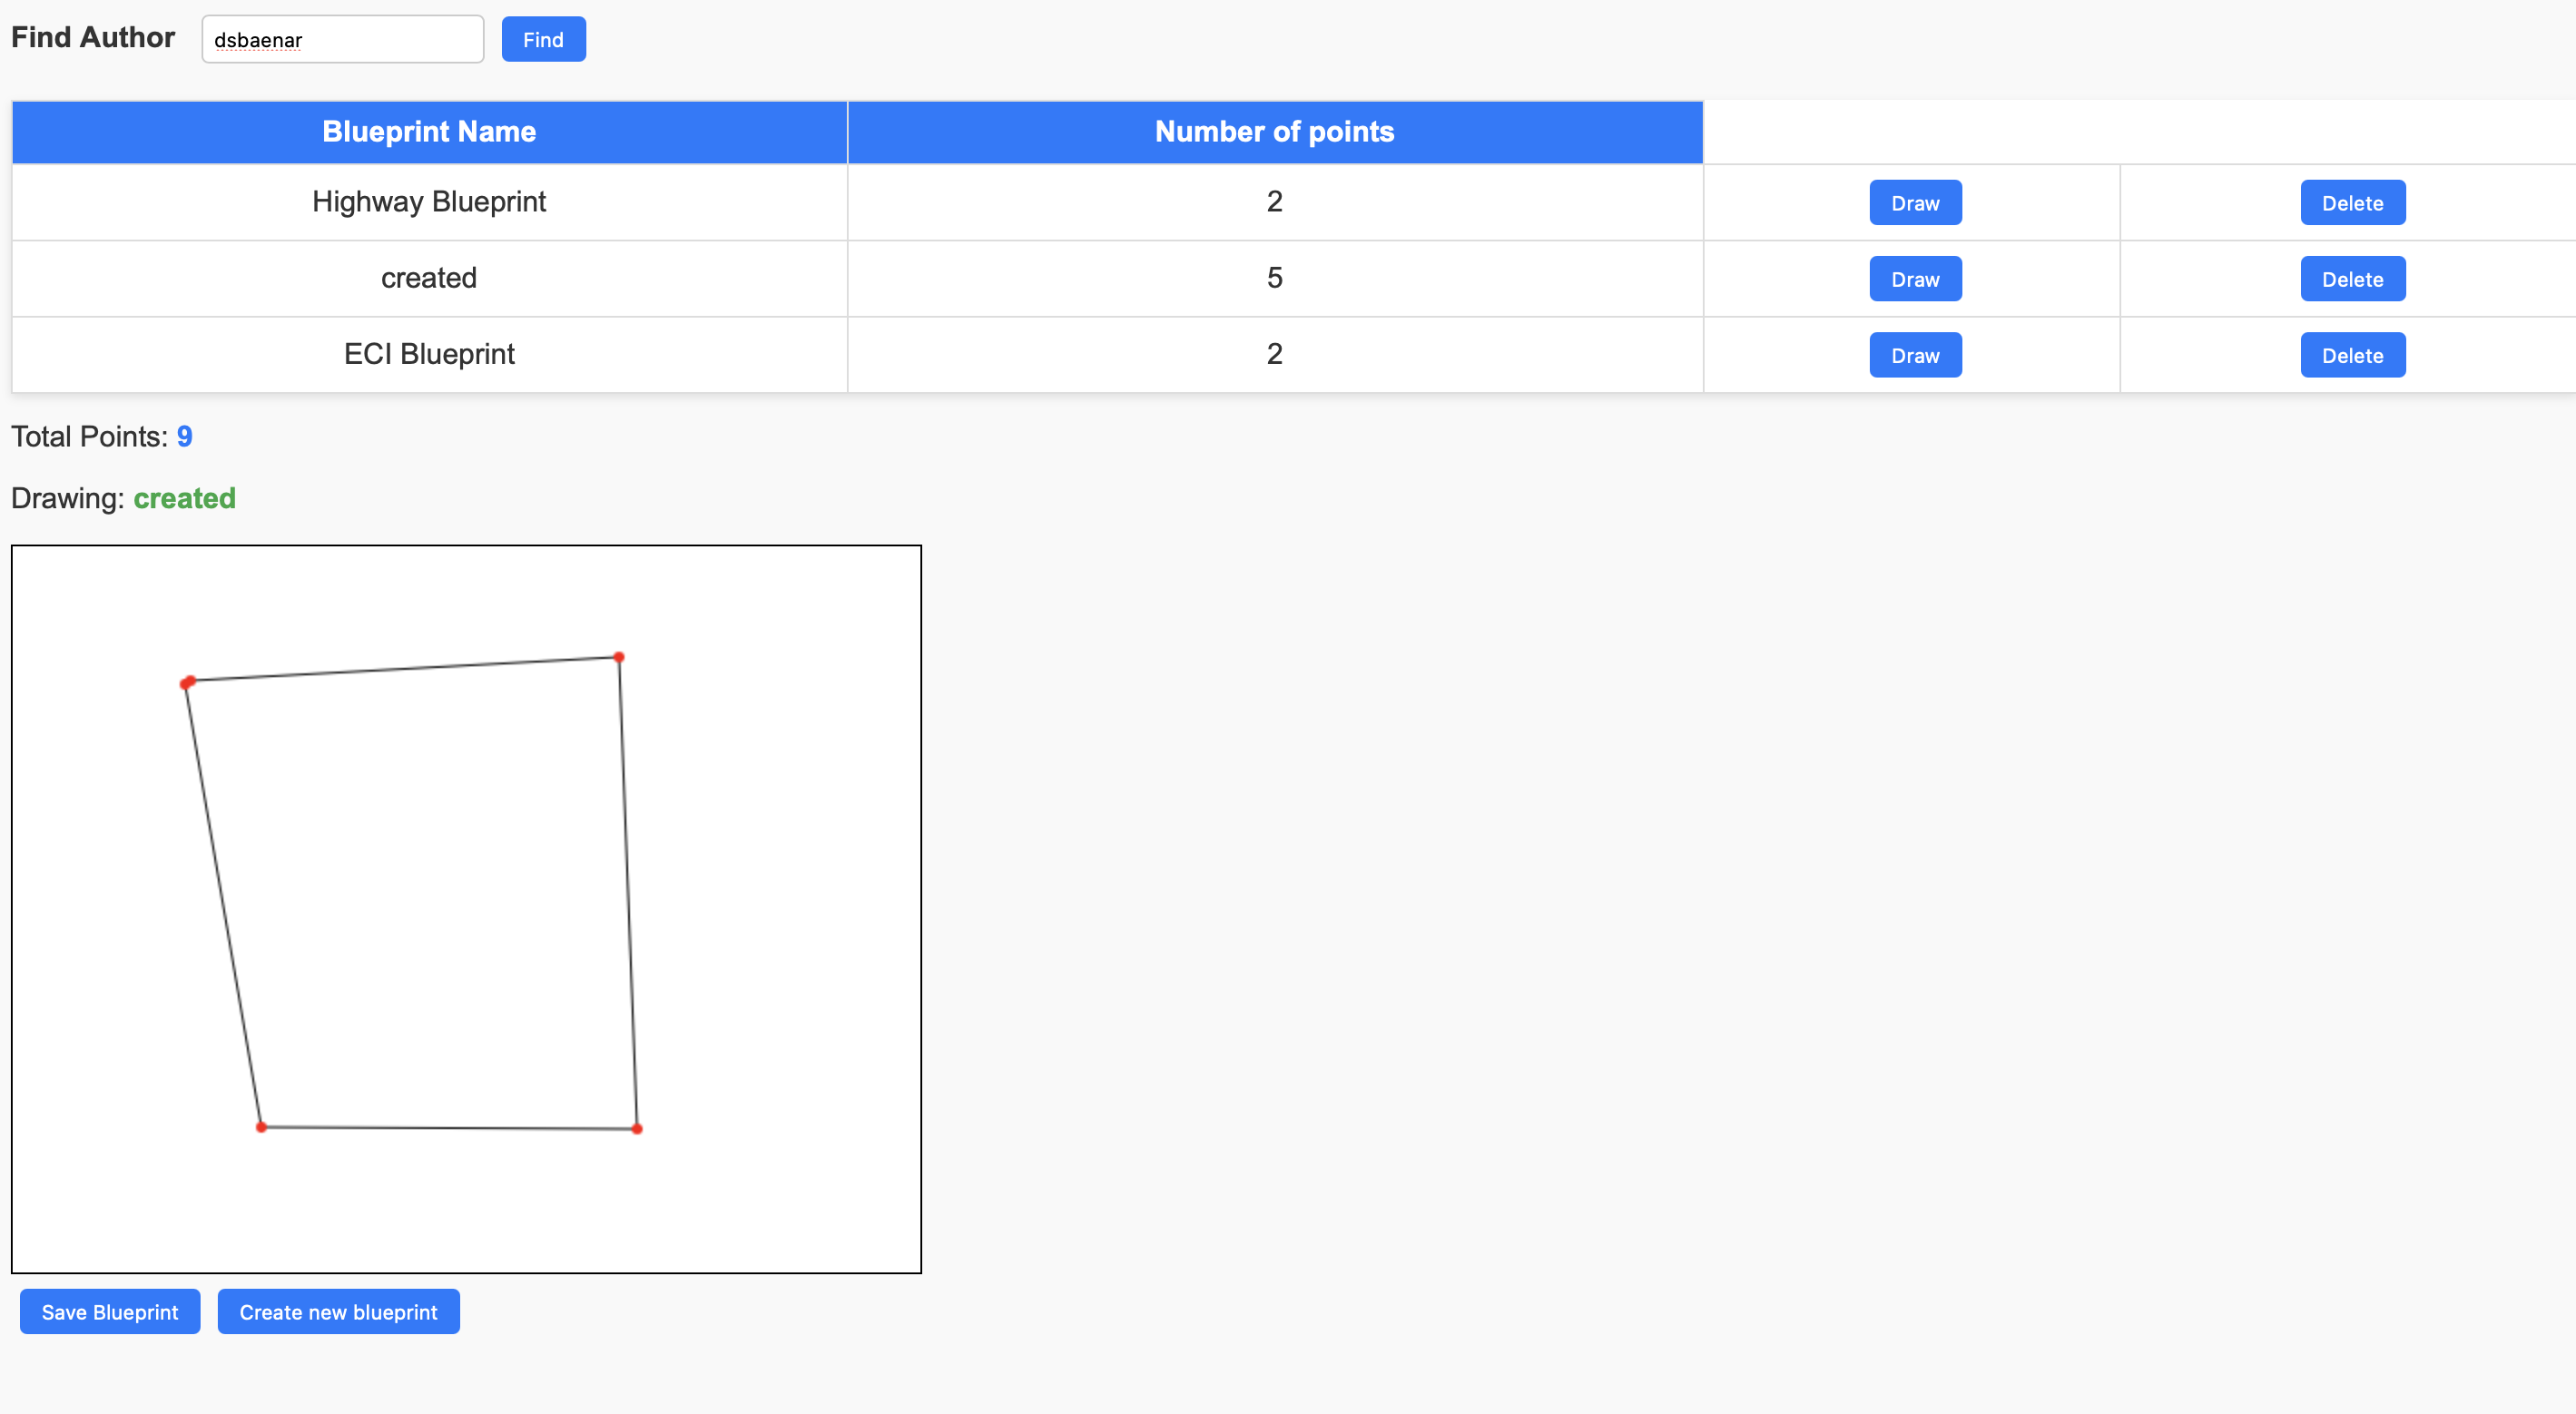 Find Author dsbaenar Find
Blueprint Name Number of points
Highway Blueprint 2 Draw Delete
created 5 Draw Delete
ECI Blueprint 2 Draw Delete
Total Points: 9
Drawing: created
Save Blueprint Create new blueprint